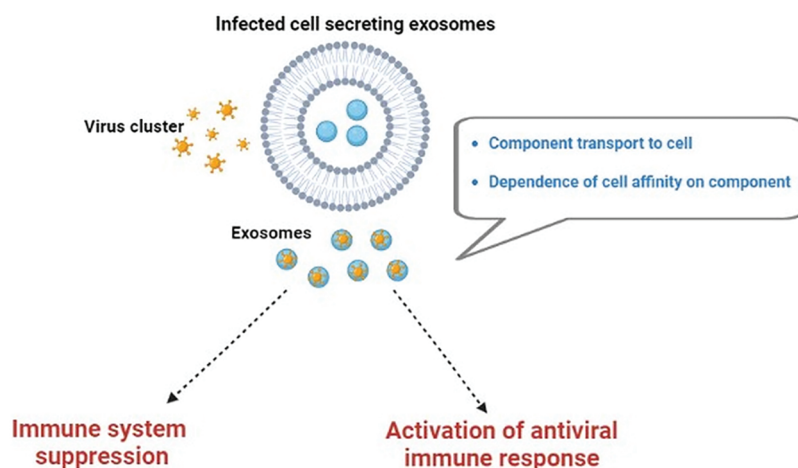 Infected cell secreting exosomes
Virus cluster
• Component transport to cell
• Dependence of cell affinity on component
Exosomes
Immune system
suppression
Activation of antiviral
immune response